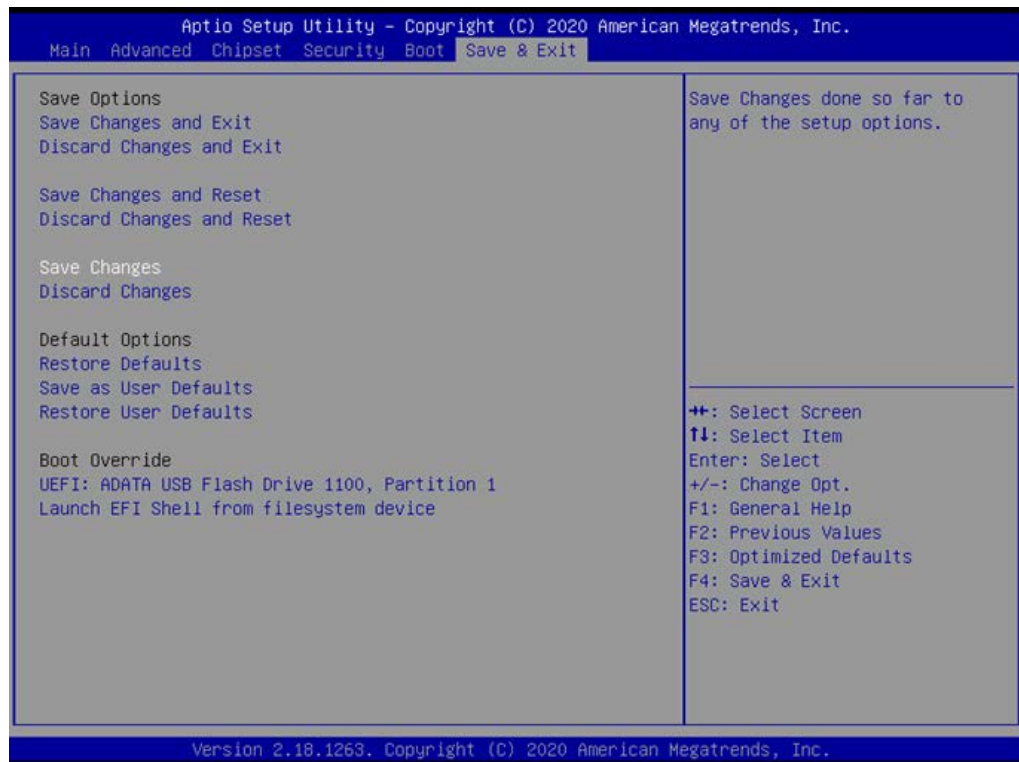 Aptio Setup Utility – Copyright (C) 2020 American Megatrends, Inc.
Main Advanced Chipset Security Boot Save & Exit
Save Options
Save Changes and Exit
Discard Changes and Exit
Save Changes and Reset
Discard Changes and Reset
Save Changes
Discard Changes
Default Options
Restore Defaults
Save as User Defaults
Restore User Defaults
Boot Override
UEFI: ADATA USB Flash Drive 1100, Partition 1
Launch EFI Shell from filesystem device
Save Changes done so far to
any of the setup options.
→←: Select Screen
↑↓: Select Item
Enter: Select
+/-: Change Opt.
F1: General Help
F2: Previous Values
F3: Optimized Defaults
F4: Save & Exit
ESC: Exit
Version 2.18.1263. Copyright (C) 2020 American Megatrends, Inc.